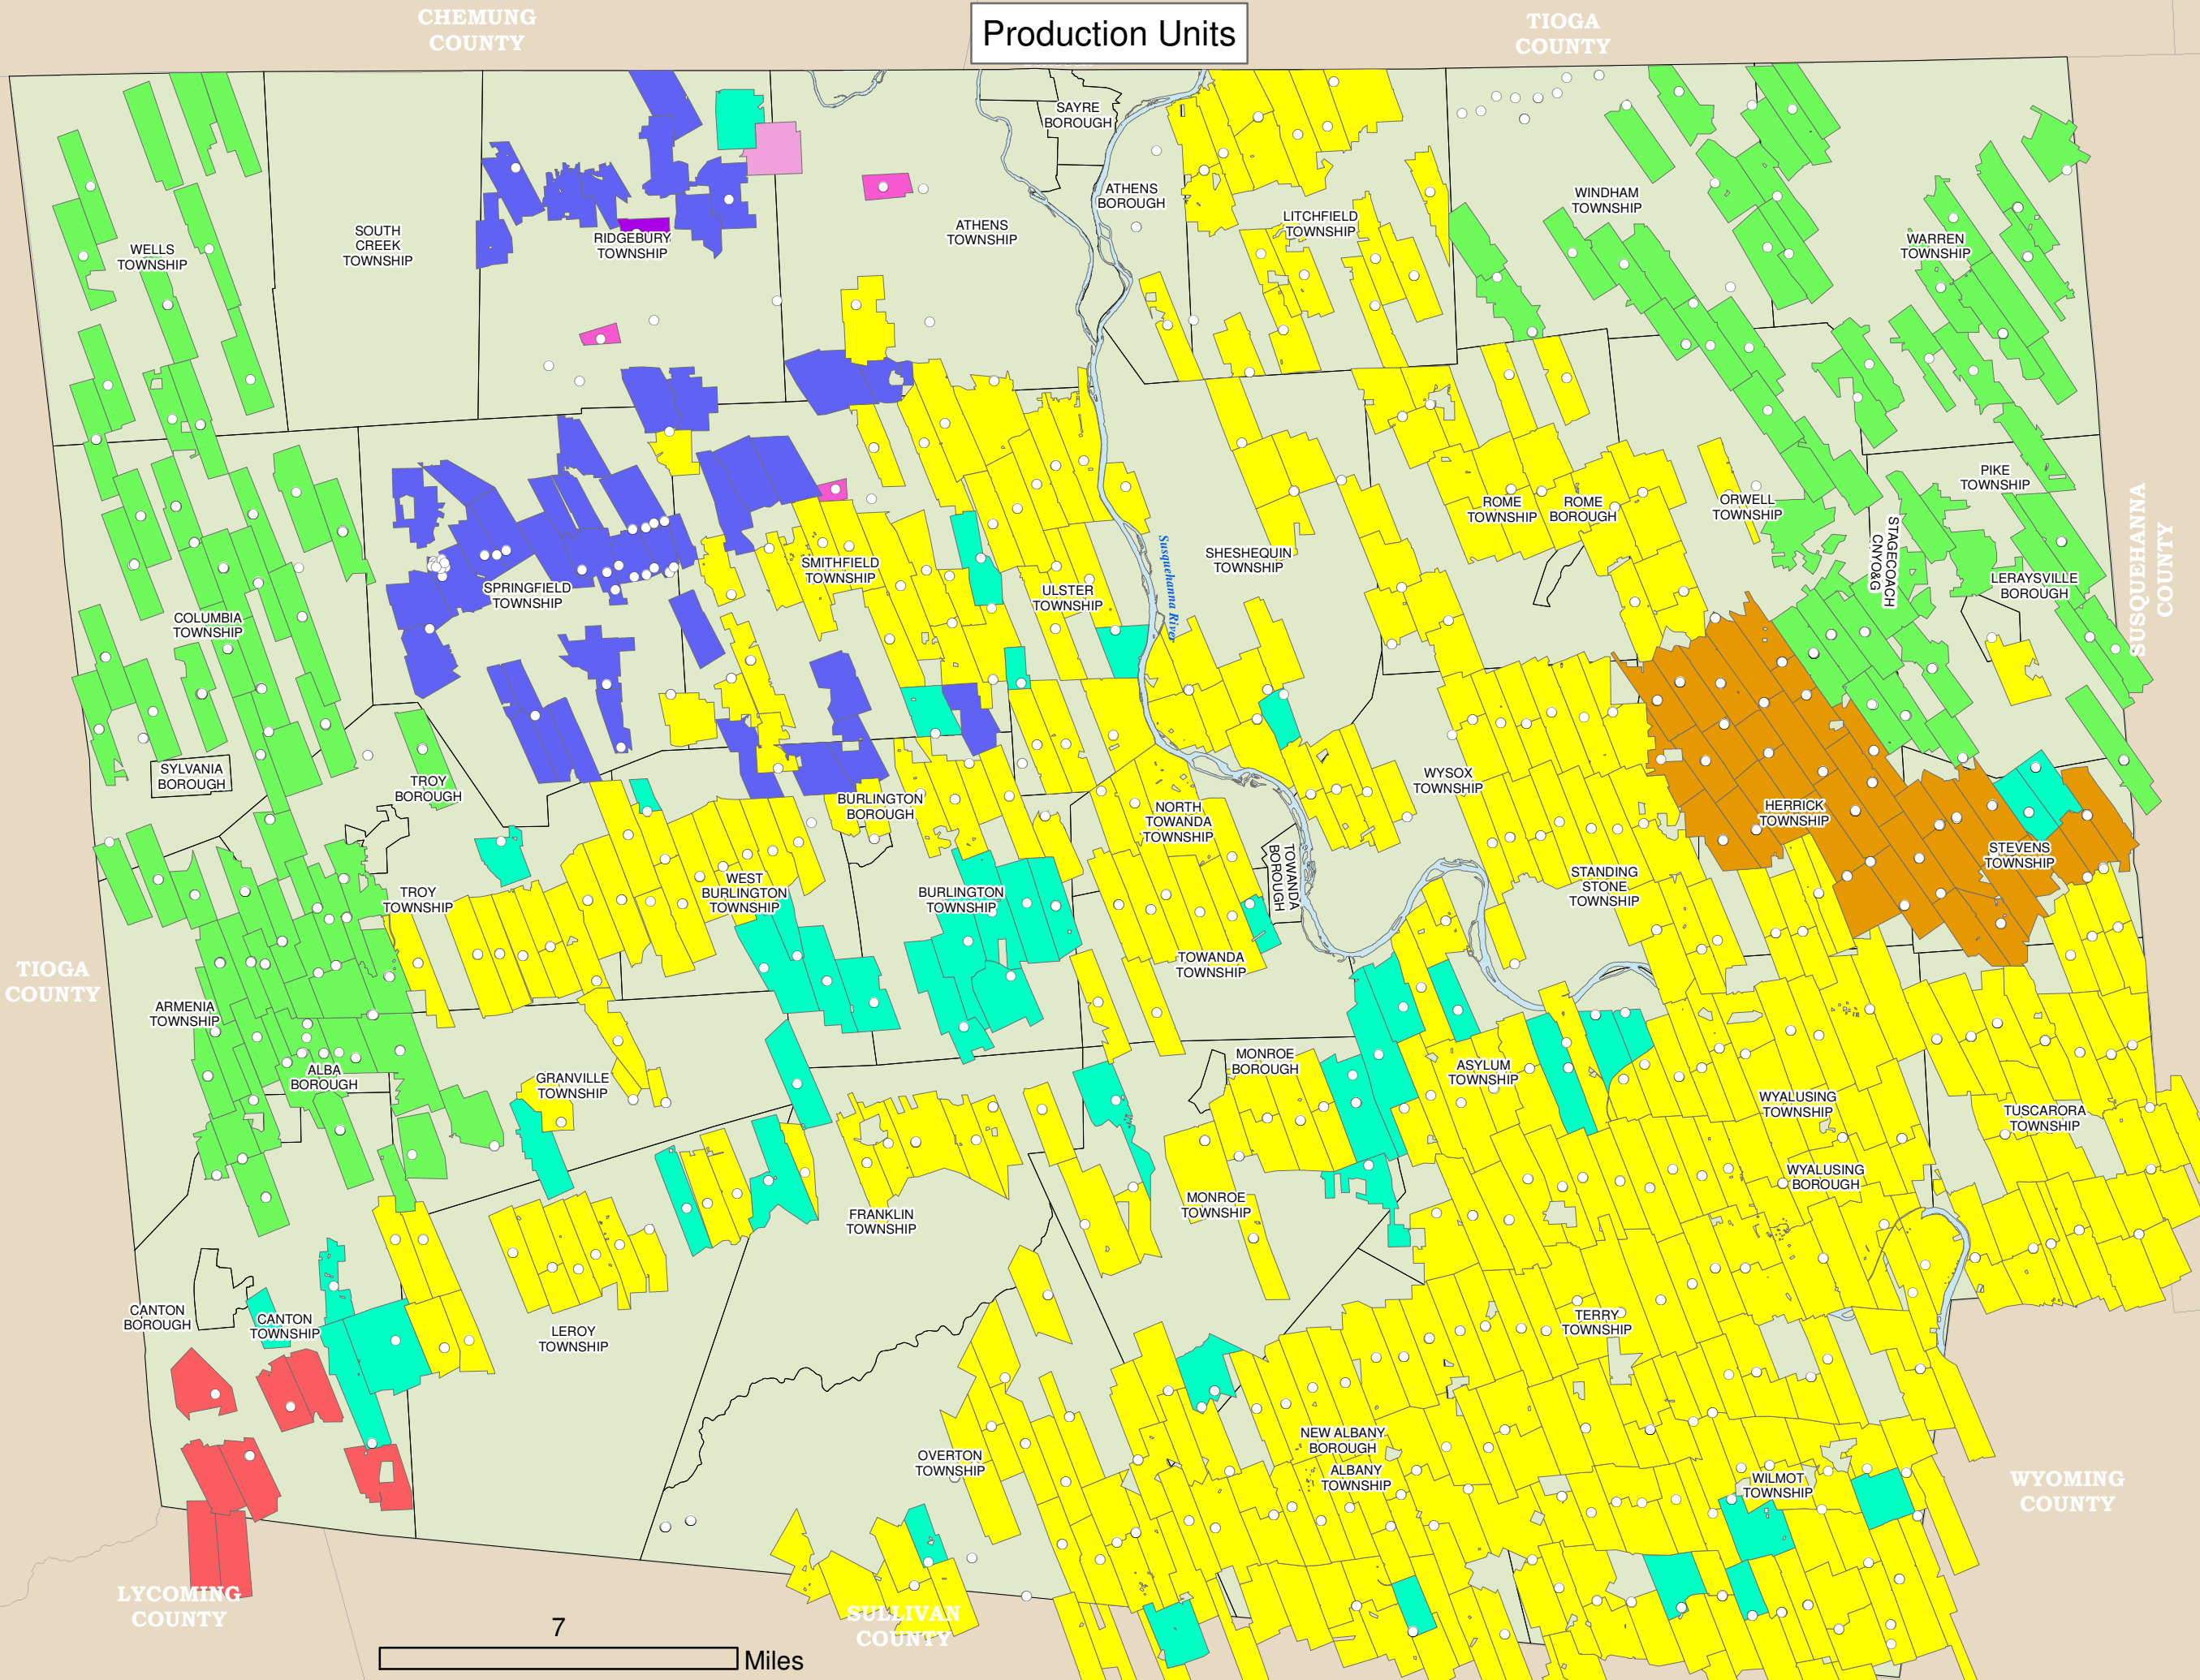 CHEMUNG
COUNTY
Production Units
TIOGA
COUNTY
SAYRE
BOROUGH
ATHENS
BOROUGH
WINDHAM
TOWNSHIP
LITCHFIELD
TOWNSHIP
ATHENS
TOWNSHIP
SOUTH
CREEK
TOWNSHIP
RIDGEBURY
TOWNSHIP
WELLS
TOWNSHIP
WARREN
TOWNSHIP
PIKE
TOWNSHIP
ORWELL
TOWNSHIP
ROME
TOWNSHIP
ROME
BOROUGH
STAGECOACH
CNYO&G
SUSQUEHANNA
COUNTY
SHESHEQUIN
TOWNSHIP
Susquehanna River
SMITHFIELD
TOWNSHIP
ULSTER
TOWNSHIP
LERAYSVILLE
BOROUGH
SPRINGFIELD
TOWNSHIP
COLUMBIA
TOWNSHIP
SYLVANIA
BOROUGH
TROY
BOROUGH
BURLINGTON
BOROUGH
NORTH
TOWANDA
TOWNSHIP
WYSOX
TOWNSHIP
HERRICK
TOWNSHIP
STEVENS
TOWNSHIP
TROY
TOWNSHIP
WEST
BURLINGTON
TOWNSHIP
BURLINGTON
TOWNSHIP
TOWANDA
BOROUGH
STANDING
STONE
TOWNSHIP
TOWANDA
TOWNSHIP
TIOGA
COUNTY
ARMENIA
TOWNSHIP
ALBA
BOROUGH
GRANVILLE
TOWNSHIP
MONROE
BOROUGH
ASYLUM
TOWNSHIP
WYALUSING
TOWNSHIP
TUSCARORA
TOWNSHIP
WYALUSING
BOROUGH
MONROE
TOWNSHIP
FRANKLIN
TOWNSHIP
CANTON
BOROUGH
CANTON
TOWNSHIP
LEROY
TOWNSHIP
TERRY
TOWNSHIP
OVERTON
TOWNSHIP
NEW ALBANY
BOROUGH
ALBANY
TOWNSHIP
WILMOT
TOWNSHIP
WYOMING
COUNTY
LYCOMING
COUNTY
SULLIVAN
COUNTY
7
Miles